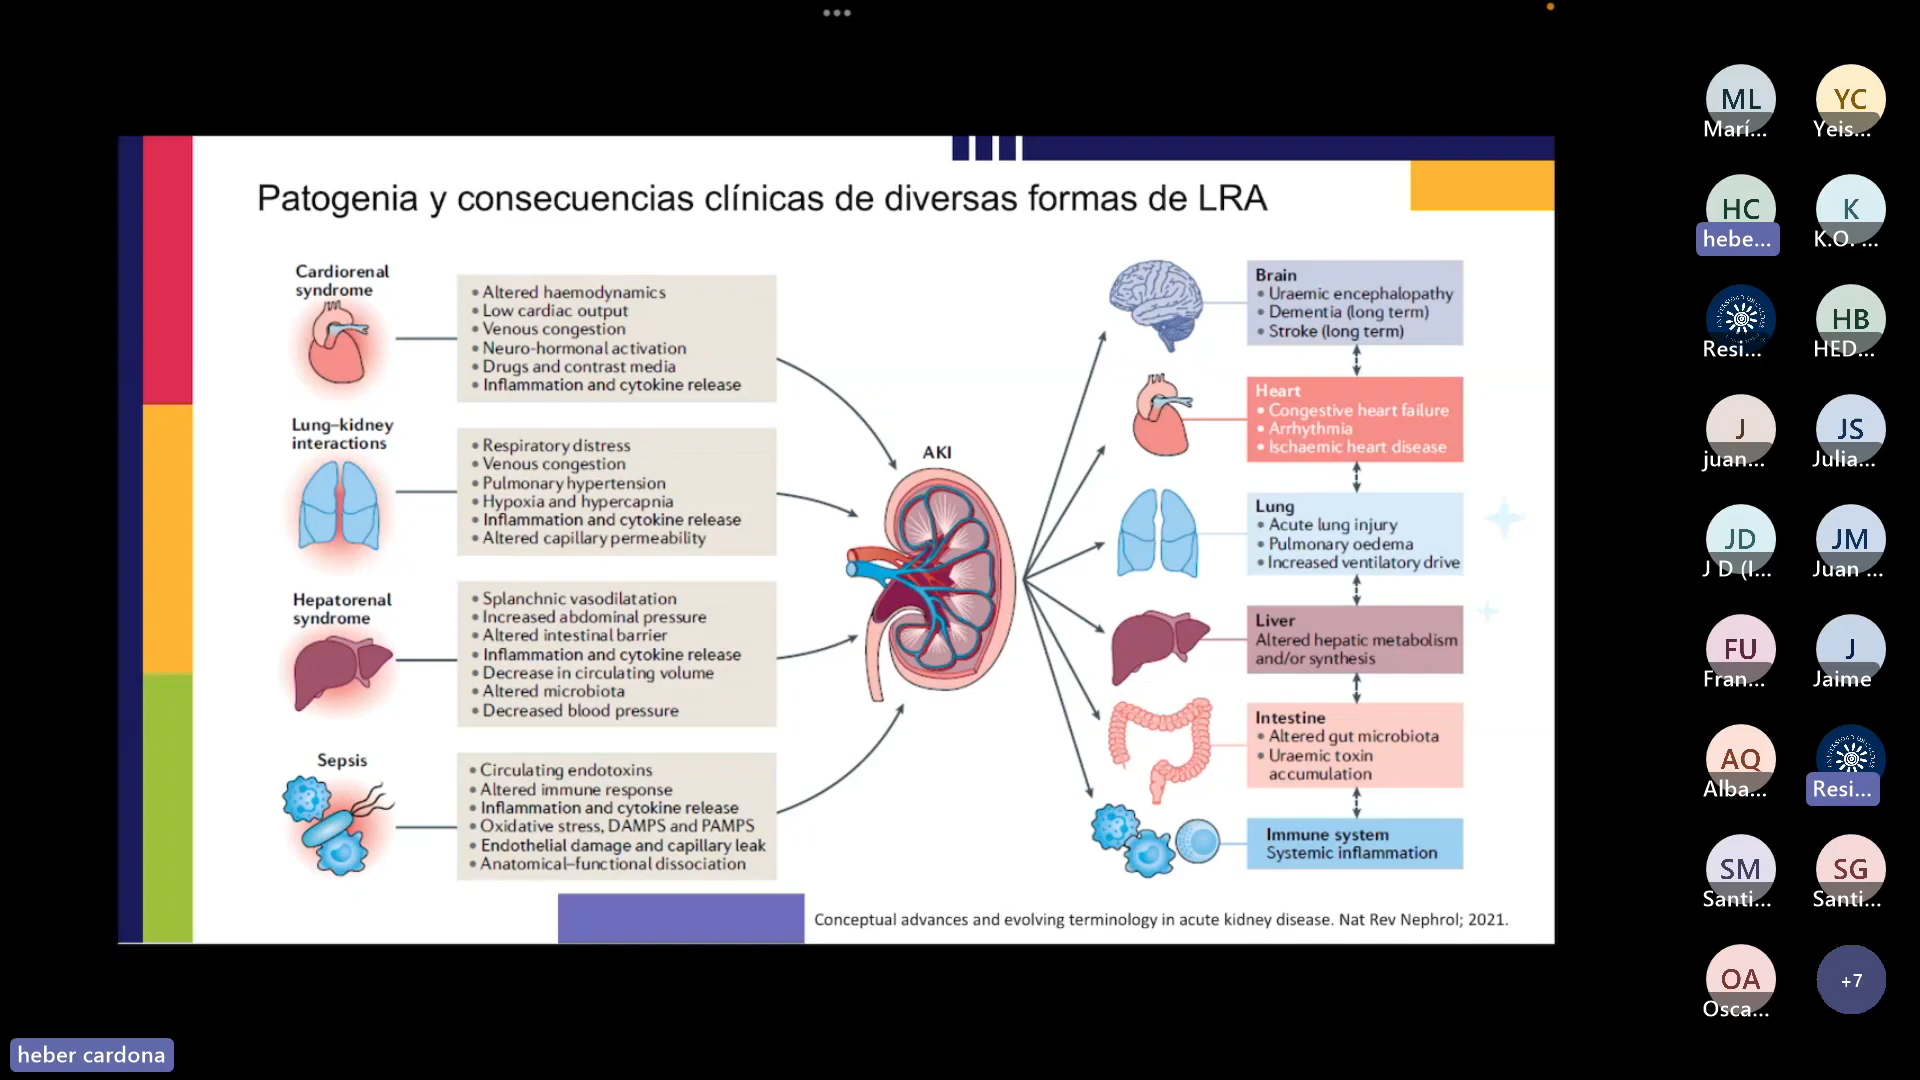 Patogenia y consecuencias clínicas de diversas formas de LRA
Cardiorenal
syndrome
• Altered haemodynamics
• Low cardiac output
• Venous congestion
• Neuro-hormonal activation
• Drugs and contrast media
• Inflammation and cytokine release
Lung–kidney
interactions
• Respiratory distress
• Venous congestion
• Pulmonary hypertension
• Hypoxia and hypercapnia
• Inflammation and cytokine release
• Altered capillary permeability
Hepatorenal
syndrome
• Splanchnic vasodilatation
• Increased abdominal pressure
• Altered intestinal barrier
• Inflammation and cytokine release
• Decrease in circulating volume
• Altered microbiota
• Decreased blood pressure
Sepsis
• Circulating endotoxins
• Altered immune response
• Inflammation and cytokine release
• Oxidative stress, DAMPS and PAMPS
• Endothelial damage and capillary leak
• Anatomical–functional dissociation
AKI
Brain
• Uraemic encephalopathy
• Dementia (long term)
• Stroke (long term)
Heart
• Congestive heart failure
• Arrhythmia
• Ischaemic heart disease
Lung
• Acute lung injury
• Pulmonary oedema
• Increased ventilatory drive
Liver
Altered hepatic metabolism
and/or synthesis
Intestine
• Altered gut microbiota
• Uraemic toxin
accumulation
Immune system
Systemic inflammation
Conceptual advances and evolving terminology in acute kidney disease. Nat Rev Nephrol; 2021.
heber cardona
ML
Marí...
YC
Yeis...
HC
hebe...
K
K.O. ...
Resi...
HB
HED...
J
juan...
JS
Julia...
JD
J D (I...
JM
Juan ...
FU
Fran...
J
Jaime
AQ
Alba...
Resi...
SM
Santi...
SG
Santi...
OA
Osca...
+7